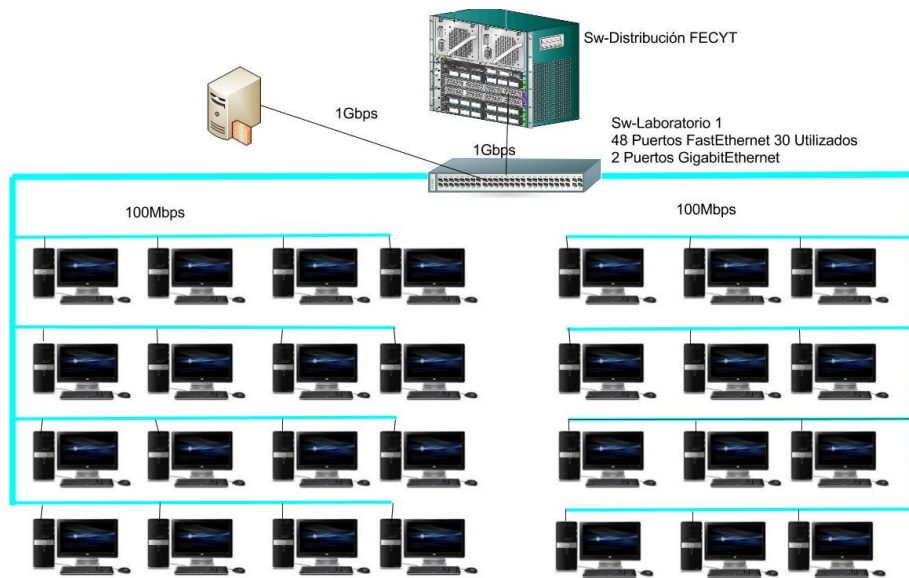 Sw-Distribución FECYT
1Gbps
Sw-Laboratorio 1
48 Puertos FastEthernet 30 Utilizados
2 Puertos GigabitEthernet
1Gbps
100Mbps
100Mbps